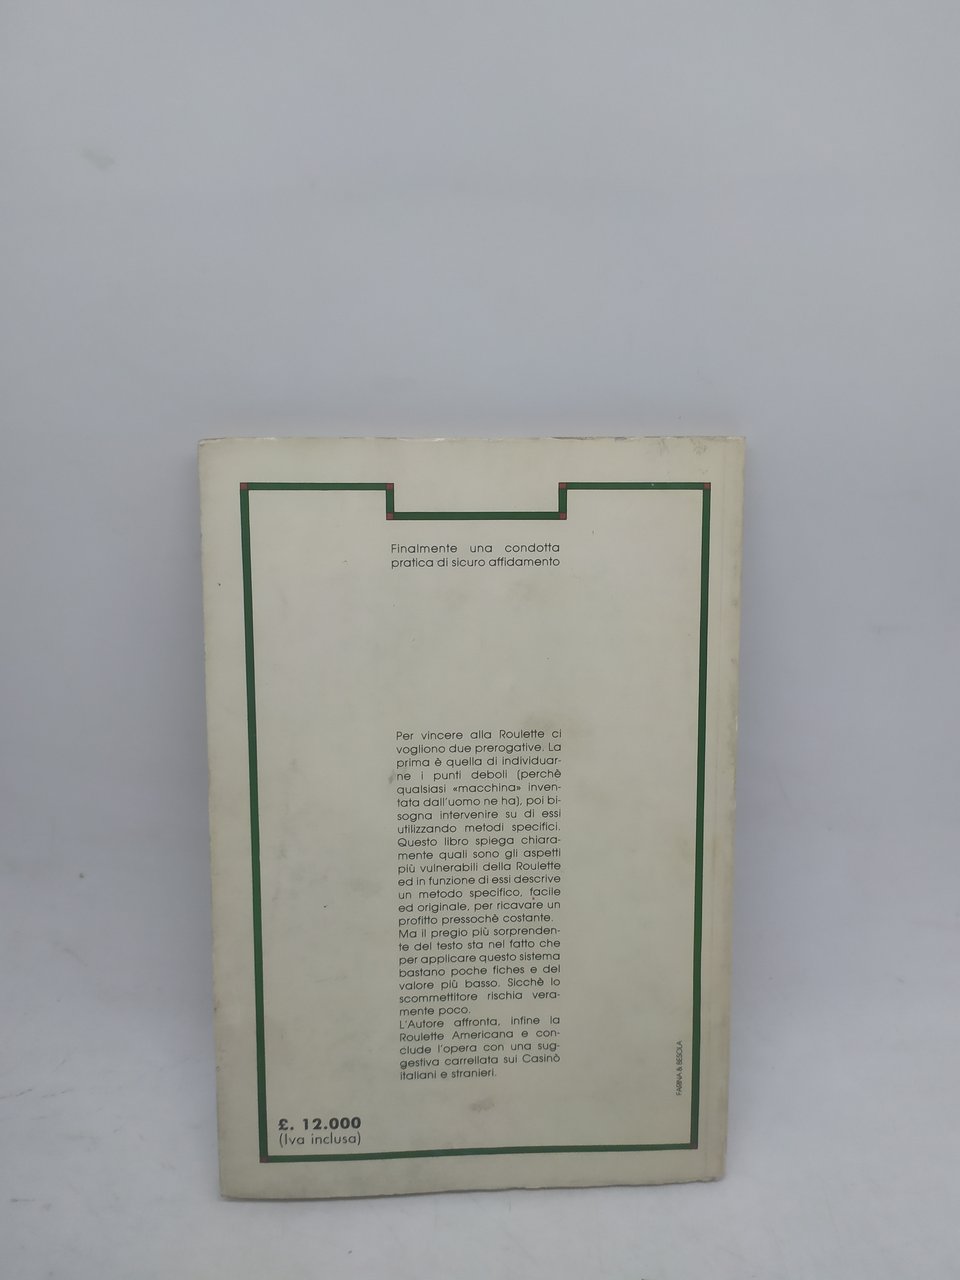 Finalmente una condotta
pratica di sicuro affidamento
Per vincere alla Roulette ci
vogliono due prerogative. La
prima è quella di individuar-
ne i punti deboli (perchè
qualsiasi «macchina» inven-
tata dall'uomo ne ha), poi bi-
sogna intervenire su di essi
utilizzando metodi specifici.
Questo libro spiega chiara-
mente quali sono gli aspetti
più vulnerabili della Roulette
ed in funzione di essi descrive
un metodo specifico, facile
ed originale, per ricavare un
profitto pressochè costante.
Ma il pregio più sorprenden-
te del testo sta nel fatto che
per applicare questo sistema
bastano poche fiches e del
valore più basso. Sicchè lo
scommettitore rischia vera-
mente poco.
L'Autore affronta, infine la
Roulette Americana e con-
clude l'opera con una sug-
gestiva carrellata sui Casinò
italiani e stranieri.
FARINA & BESOLA
£. 12.000
(Iva inclusa)